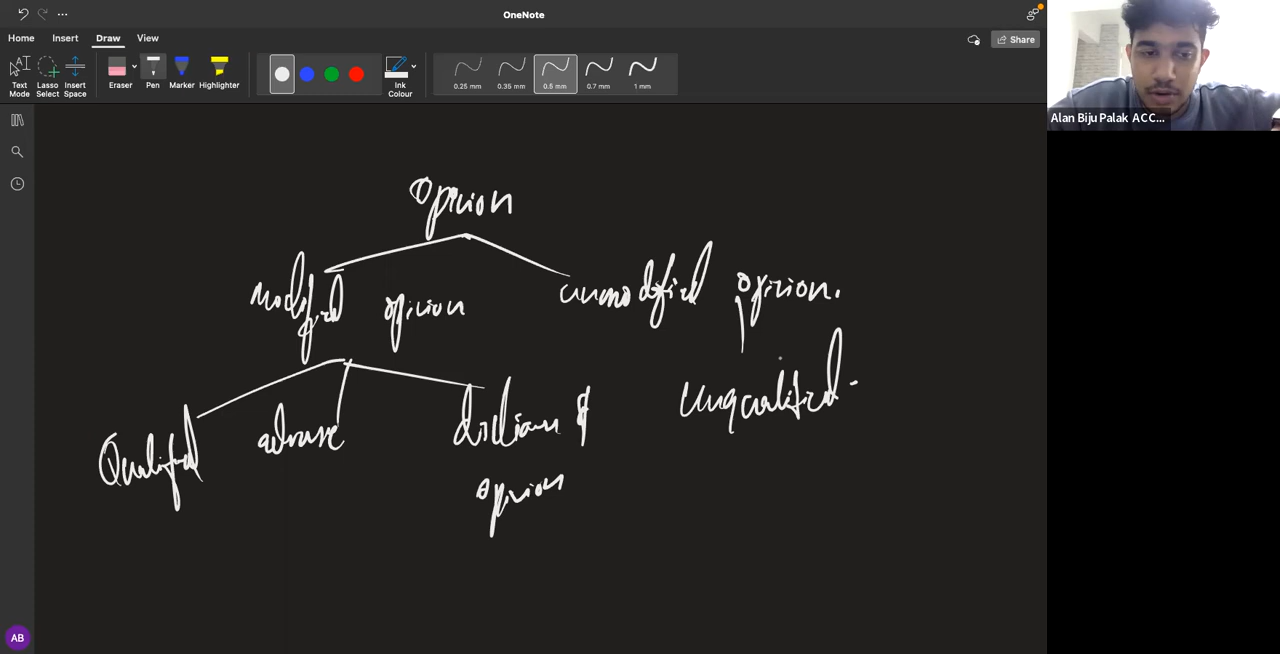 OneNote
Share
Home Insert Draw View
Text Mode
Lasso Select
Insert Space
Eraser
Pen
Marker
Highlighter
Ink Colour
0.25 mm
0.35 mm
0.5 mm
0.7 mm
1 mm
Alan Biju Palak ACC...
Opinion
modified opinion
unmodified opinion.
Qualified
adverse
disclaimer of
opinion
Unqualified.
AB